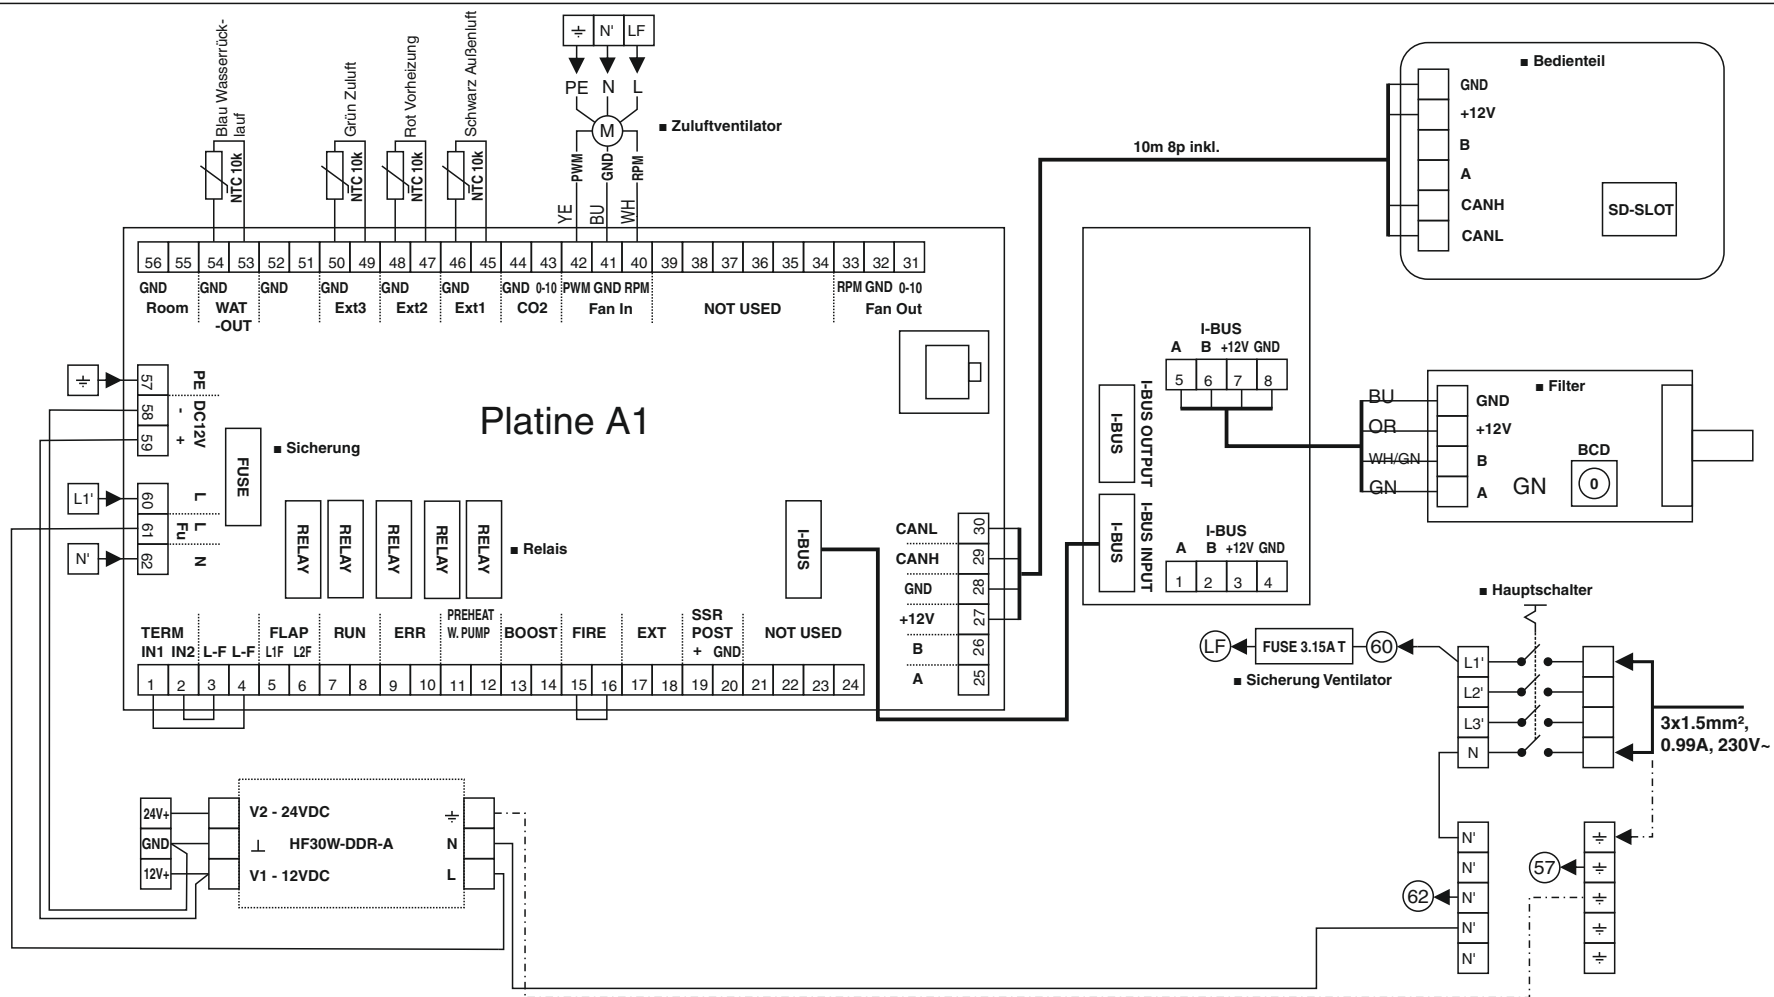 Blau Wasserrück-
lauf
NTC 10k
Grün Zuluft
NTC 10k
Rot Vorheizung
NTC 10k
Schwarz Außenluft
NTC 10k
N' LF
PE N L
M
■ Zuluftventilator
PWM GND RPM
YE BU WH
56 55 54 53 52 51 50 49 48 47 46 45 44 43 42 41 40 39 38 37 36 35 34 33 32 31
GND GND GND GND GND GND GND 0-10 PWM GND RPM RPM GND 0-10
Room WAT Ext3 Ext2 Ext1 CO2 Fan In NOT USED Fan Out
-OUT
57 PE
58 -
DC12V
59 +
L1' 60 L
61 L
Fu
N' 62 N
FUSE
■ Sicherung
Platine A1
RELAY RELAY RELAY RELAY RELAY
■ Relais
I-BUS
CANL 30
CANH 29
GND 28
+12V 27
B 26
A 25
TERM FLAP RUN ERR PREHEAT BOOST FIRE EXT SSR NOT USED
W. PUMP POST
IN1 IN2 L-F L-F L1F L2F + GND
1 2 3 4 5 6 7 8 9 10 11 12 13 14 15 16 17 18 19 20 21 22 23 24
10m 8p inkl.
■ Bedienteil
GND
+12V
B
A
CANH
CANL
SD-SLOT
I-BUS
A B +12V GND
5 6 7 8
I-BUS
I-BUS OUTPUT
I-BUS
I-BUS INPUT
I-BUS
A B +12V GND
1 2 3 4
■ Filter
BU GND
OR +12V
WH/GN B
GN A
GN
BCD
0
■ Hauptschalter
LF FUSE 3.15A T 60
■ Sicherung Ventilator
L1'
L2'
L3'
N
3x1.5mm²,
0.99A, 230V~
24V+ V2 - 24VDC
GND ⊥ HF30W-DDR-A N
12V+ V1 - 12VDC L
N'
N'
62 N'
N'
N'
57